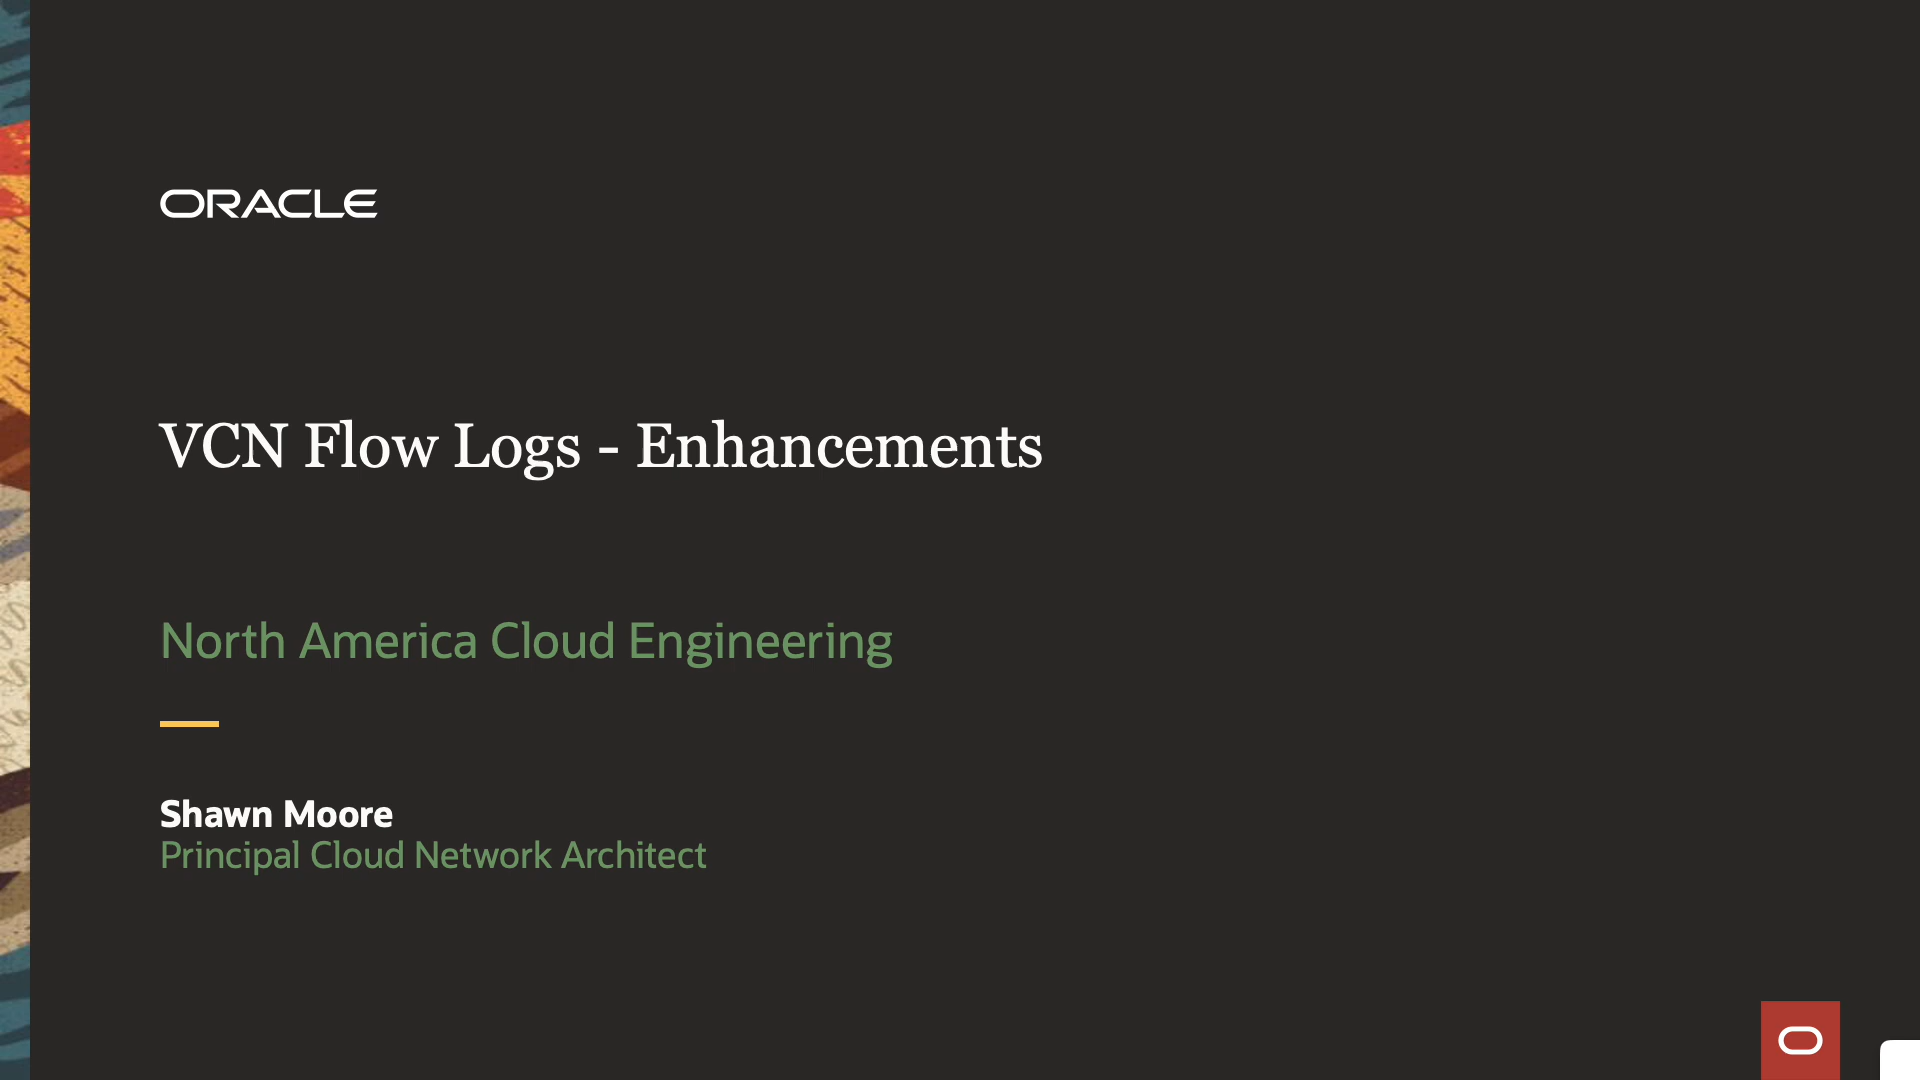 ORACLE
VCN Flow Logs - Enhancements
North America Cloud Engineering
Shawn Moore
Principal Cloud Network Architect